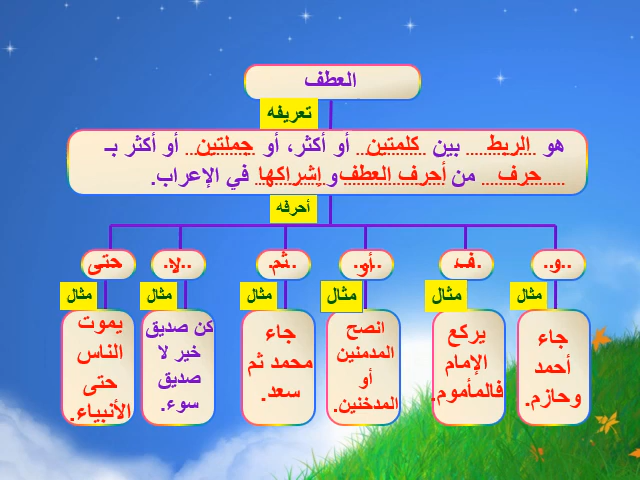 العطف
تعريفه
هو الربط بين كلمتين أو أكثر، أو جملتين أو أكثر بـ
حرف من أحرف العطف و إشراكها في الإعراب.
أحرفه
و
فـ
أو
ثم
لا
حتى
مثال
مثال
مثال
مثال
مثال
مثال
جاء
أحمد
وحازم.
يركع
الإمام
فالمأموم.
انصح
المدمنين
أو
المدخنين.
جاء
محمد ثم
سعد.
كن صديق
خير لا
صديق
سوء.
يموت
الناس
حتى
الأنبياء.